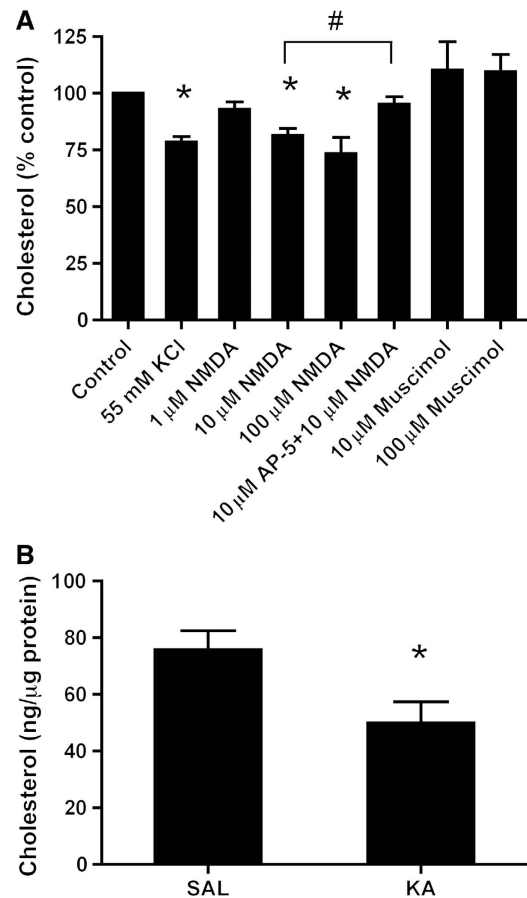 A
#
Cholesterol (% control)
125
100
75
50
25
0
*
*
*
Control
55 mM KCl
1 μM NMDA
10 μM NMDA
100 μM NMDA
10 μM AP-5+10 μM NMDA
10 μM Muscimol
100 μM Muscimol
B
Cholesterol (ng/μg protein)
100
80
60
40
20
0
*
SAL
KA